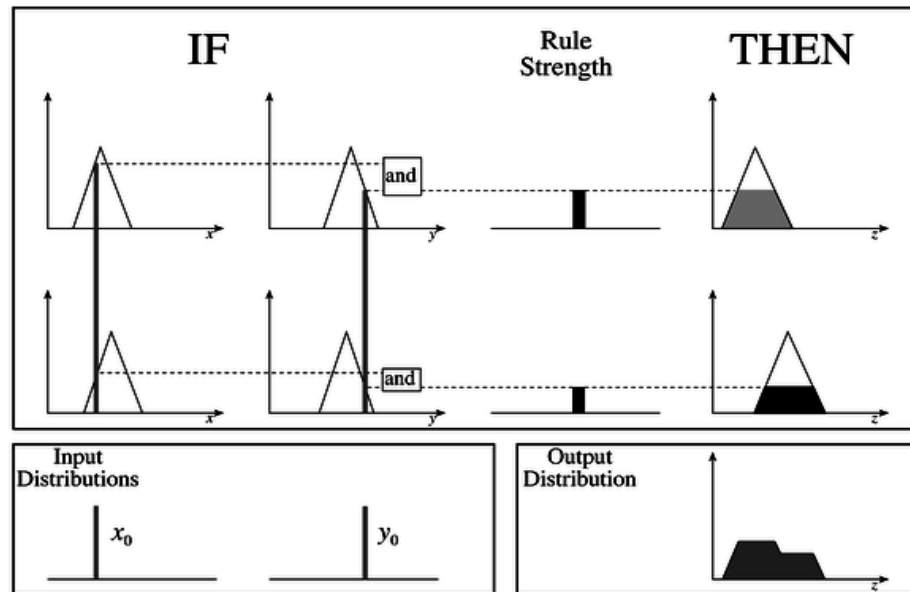 IF
Rule
Strength
THEN
and
x
y
z
and
x
y
z
Input
Distributions
x₀
y₀
Output
Distribution
z